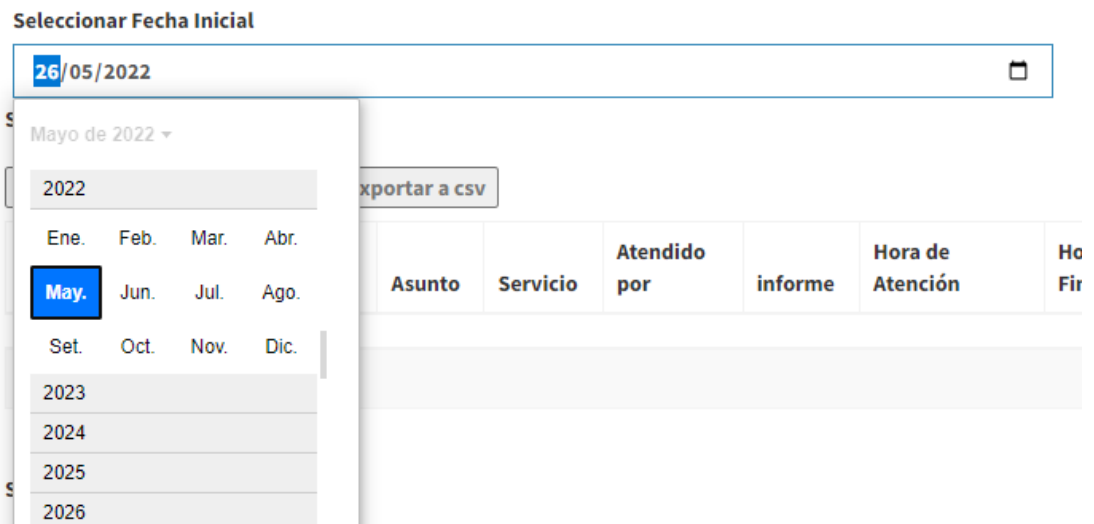 Seleccionar Fecha Inicial
26/05/2022
Mayo de 2022
2022
xportar a csv
Ene. Feb. Mar. Abr.
May. Jun. Jul. Ago.
Set. Oct. Nov. Dic.
Asunto Servicio Atendido por informe Hora de Atención
2023
2024
2025
2026